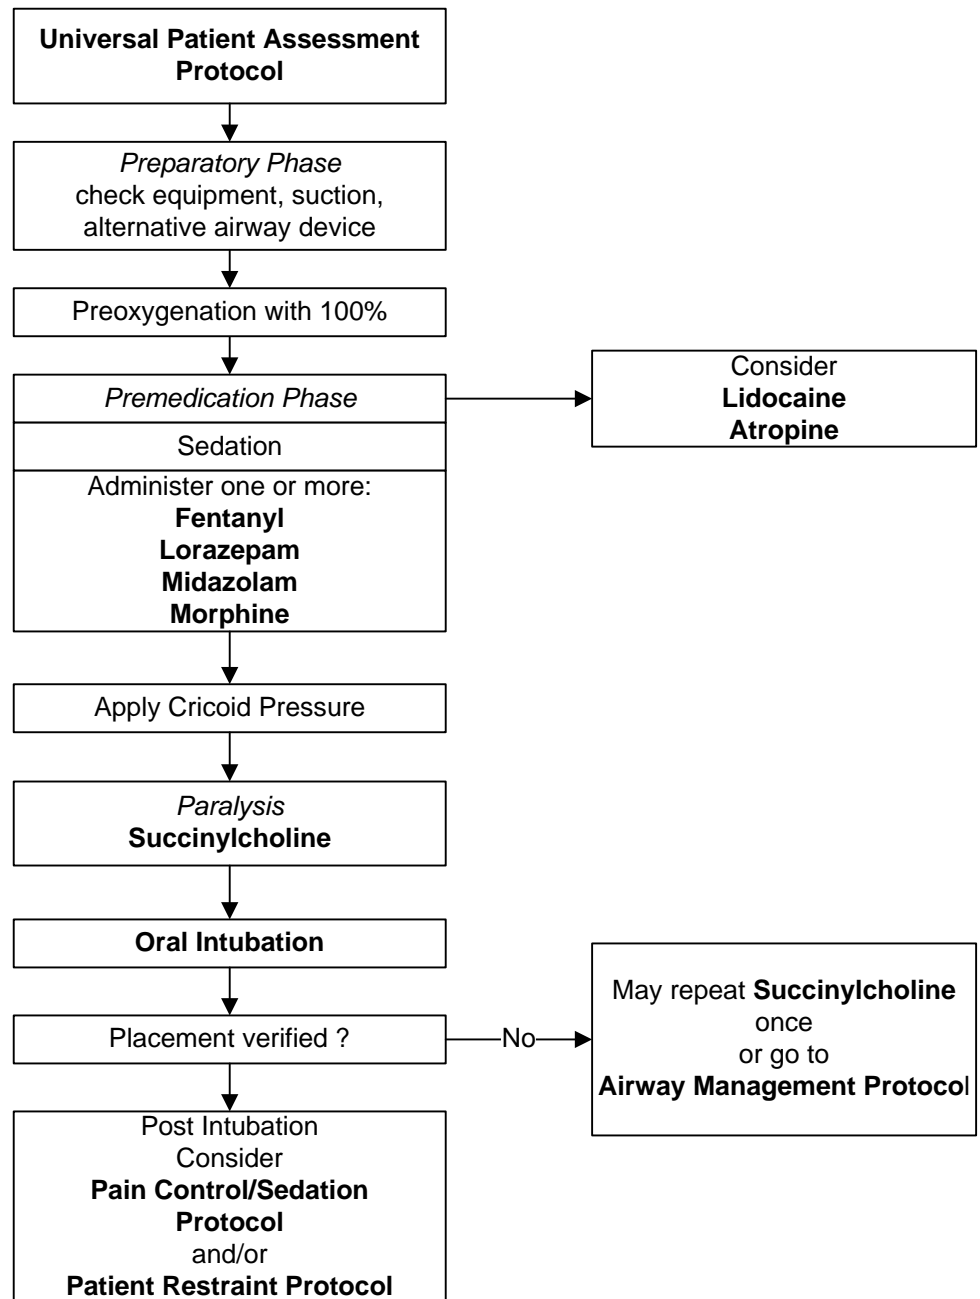 Universal Patient Assessment
Protocol
Preparatory Phase
check equipment, suction,
alternative airway device
Preoxygenation with 100%
Premedication Phase
Consider
Lidocaine
Atropine
Sedation
Administer one or more:
Fentanyl
Lorazepam
Midazolam
Morphine
Apply Cricoid Pressure
Paralysis
Succinylcholine
Oral Intubation
Placement verified ?
No
May repeat Succinylcholine
once
or go to
Airway Management Protocol
Post Intubation
Consider
Pain Control/Sedation
Protocol
and/or
Patient Restraint Protocol